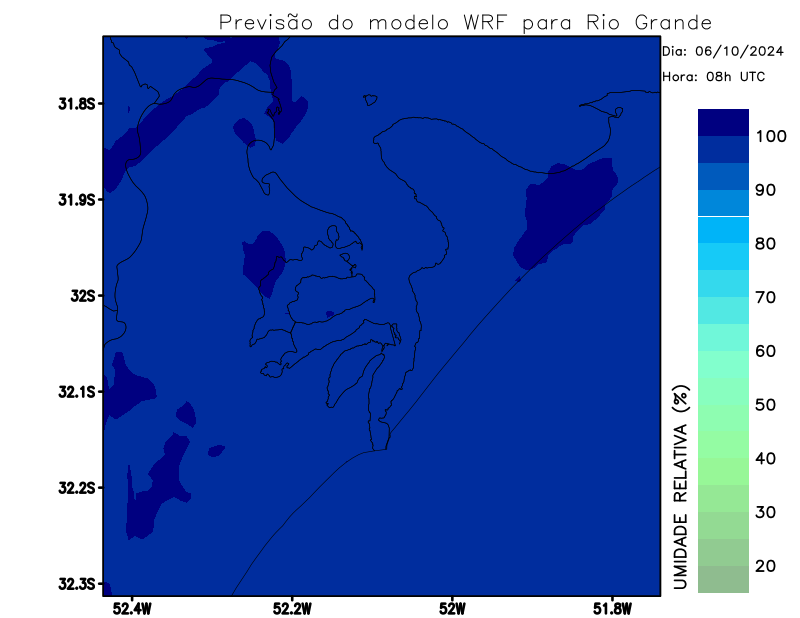 Previsão do modelo WRF para Rio Grande
Dia: 06/10/2024
Hora: 08h UTC
31.8S
31.9S
32S
32.1S
32.2S
32.3S
52.4W
52.2W
52W
51.8W
100
90
80
70
60
50
40
30
20
UMIDADE RELATIVA (%)